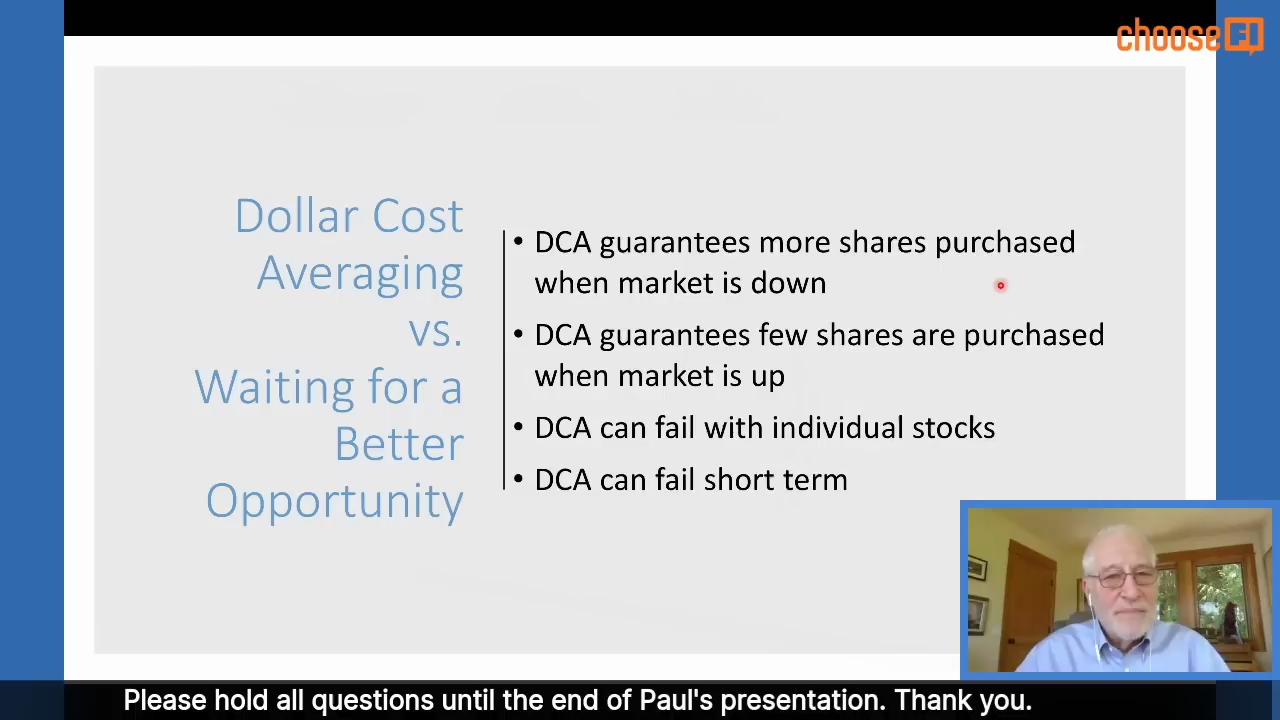 chooseFI
Dollar Cost
Averaging
vs.
Waiting for a
Better
Opportunity
• DCA guarantees more shares purchased
when market is down
• DCA guarantees few shares are purchased
when market is up
• DCA can fail with individual stocks
• DCA can fail short term
Please hold all questions until the end of Paul's presentation. Thank you.